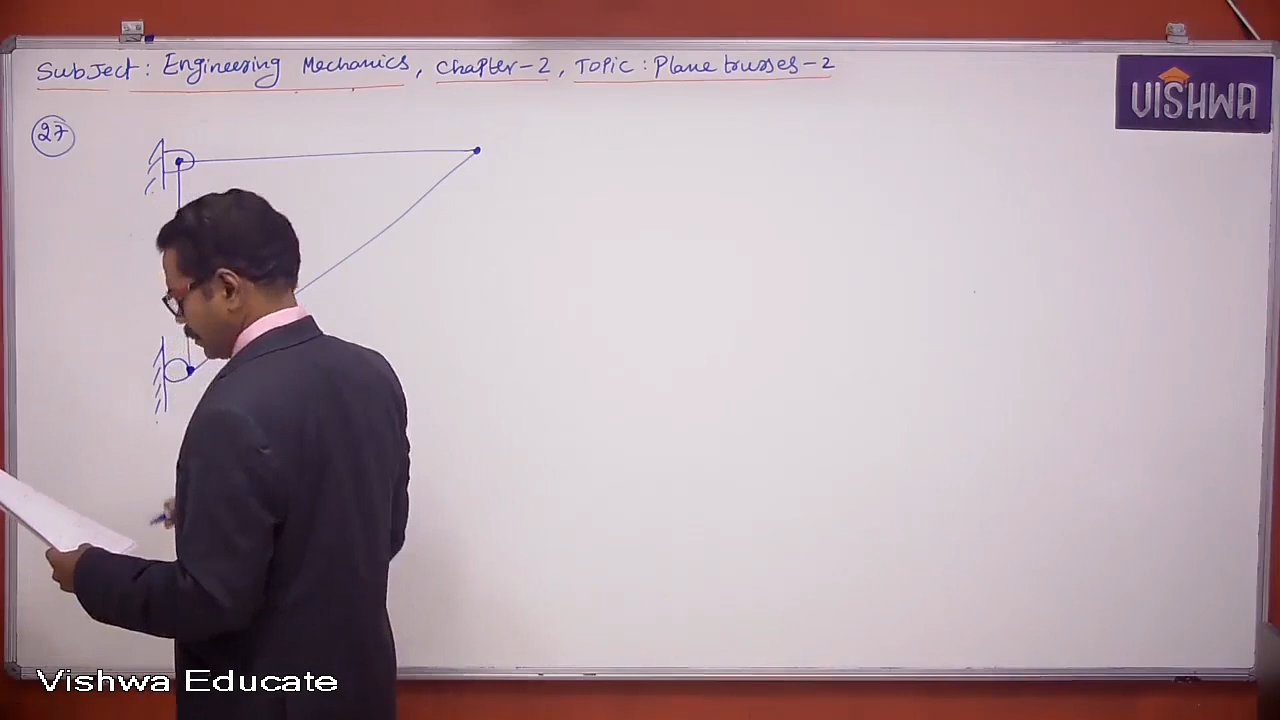 Subject: Engineering Mechanics, Chapter-2, Topic: Plane trusses-2
VISHWA
27
Vishwa Educate